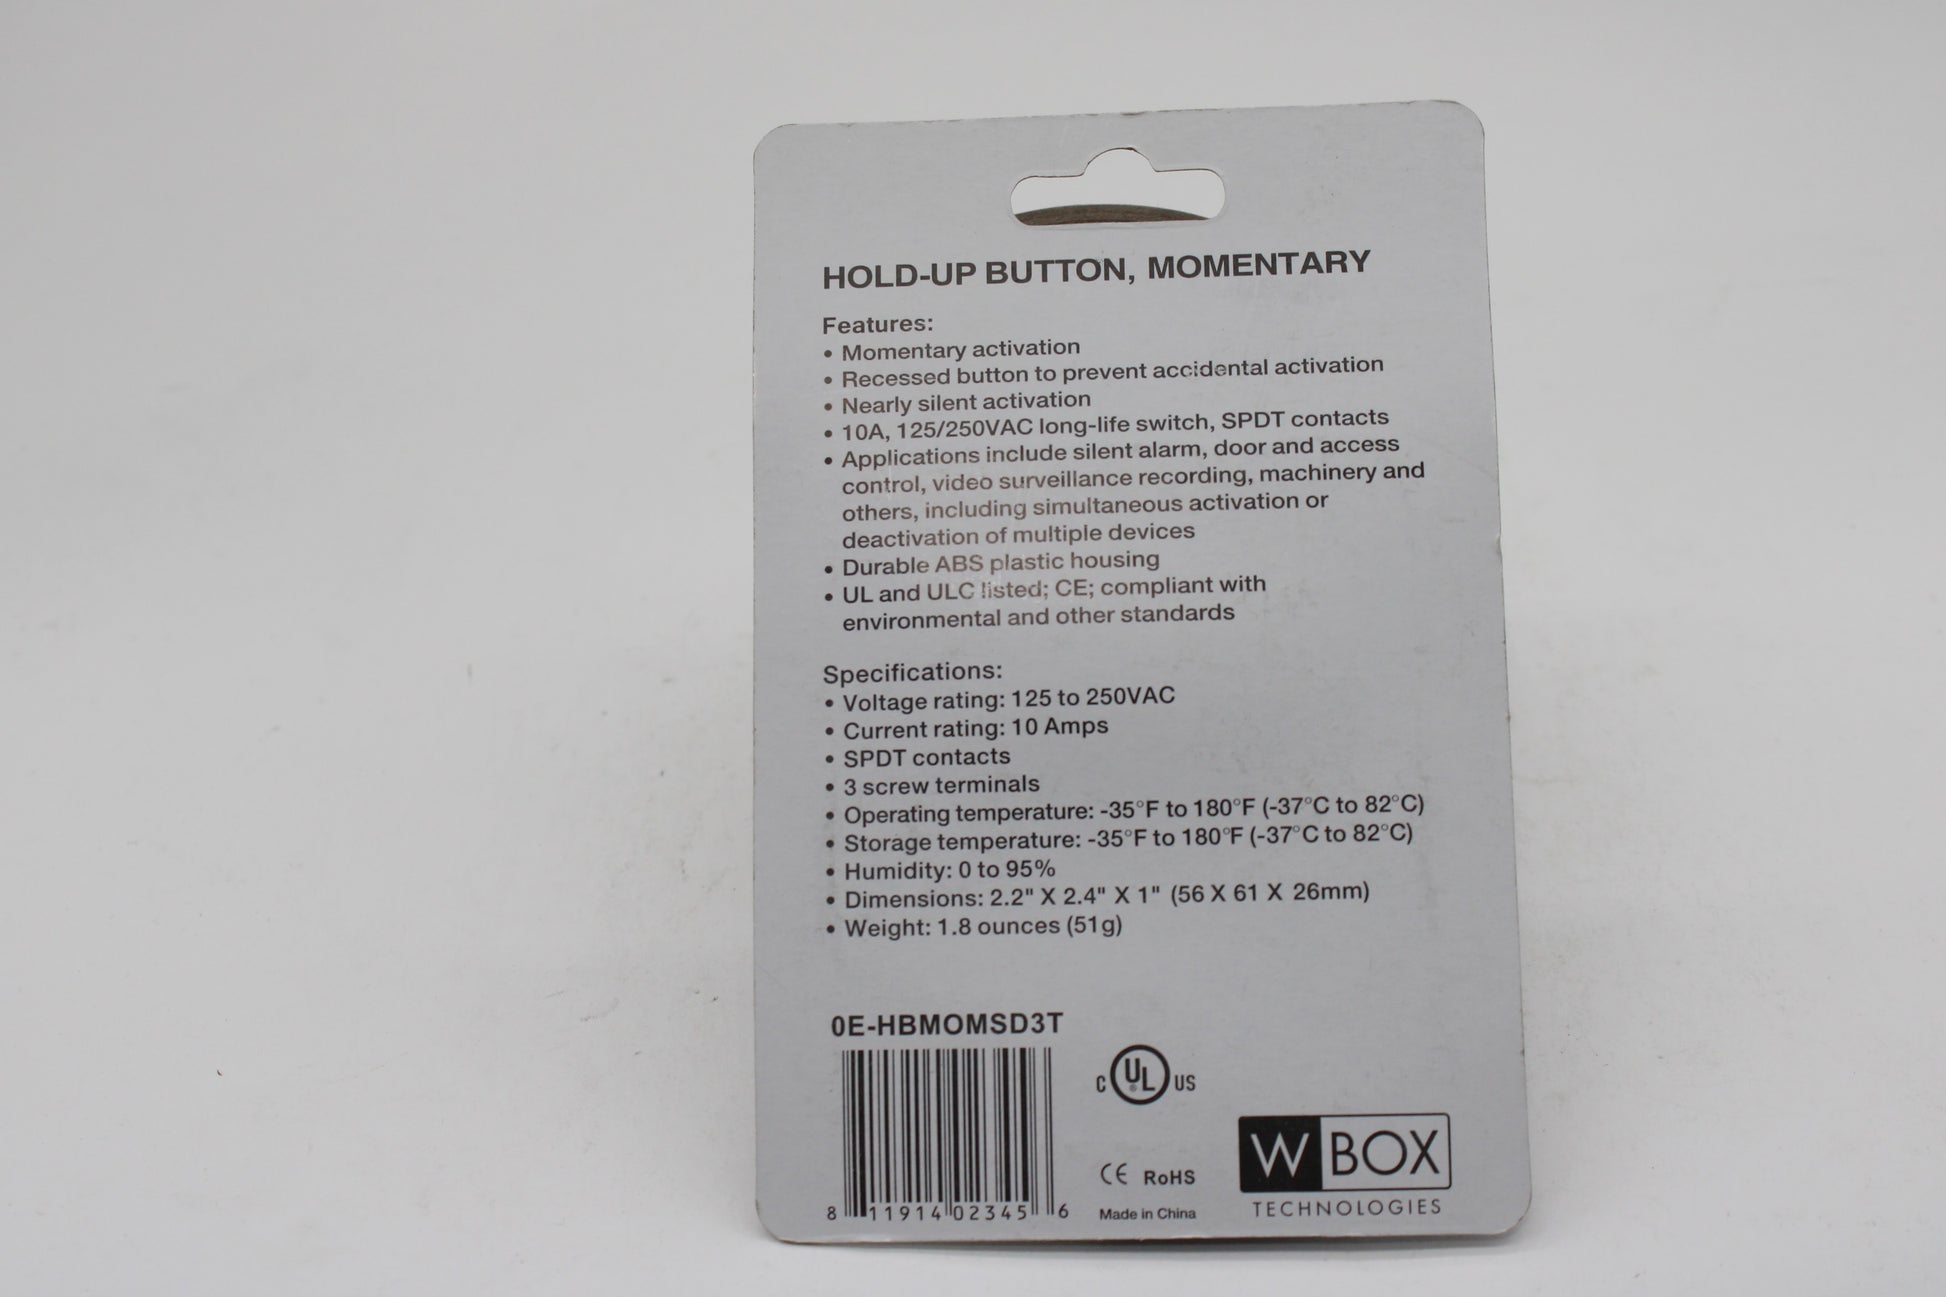 HOLD-UP BUTTON, MOMENTARY
Features:
• Momentary activation
• Recessed button to prevent accidental activation
• Nearly silent activation
• 10A, 125/250VAC long-life switch, SPDT contacts
• Applications include silent alarm, door and access
control, video surveillance recording, machinery and
others, including simultaneous activation or
deactivation of multiple devices
• Durable ABS plastic housing
• UL and ULC listed; CE; compliant with
environmental and other standards
Specifications:
• Voltage rating: 125 to 250VAC
• Current rating: 10 Amps
• SPDT contacts
• 3 screw terminals
• Operating temperature: -35°F to 180°F (-37°C to 82°C)
• Storage temperature: -35°F to 180°F (-37°C to 82°C)
• Humidity: 0 to 95%
• Dimensions: 2.2" X 2.4" X 1" (56 X 61 X 26mm)
• Weight: 1.8 ounces (51g)
0E-HBMOMSD3T
8 11914 02345 6
C UL® US
CE RoHS
Made in China
W BOX
TECHNOLOGIES